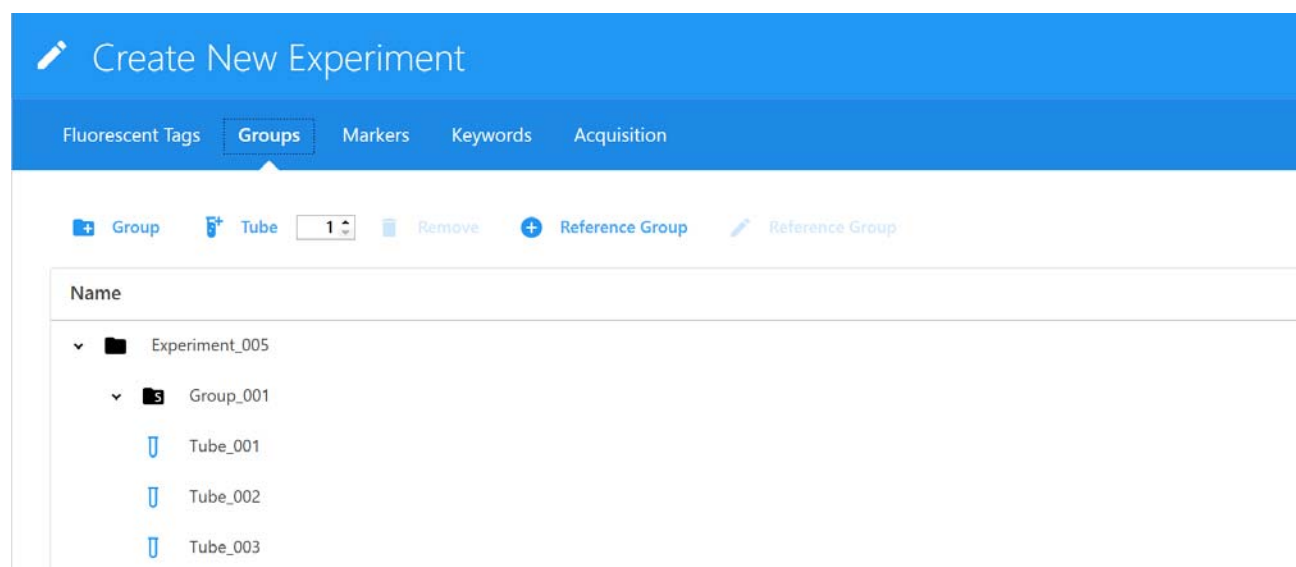 Create New Experiment
Fluorescent Tags Groups Markers Keywords Acquisition
Group Tube 1 Remove Reference Group Reference Group
Name
Experiment_005
S Group_001
Tube_001
Tube_002
Tube_003